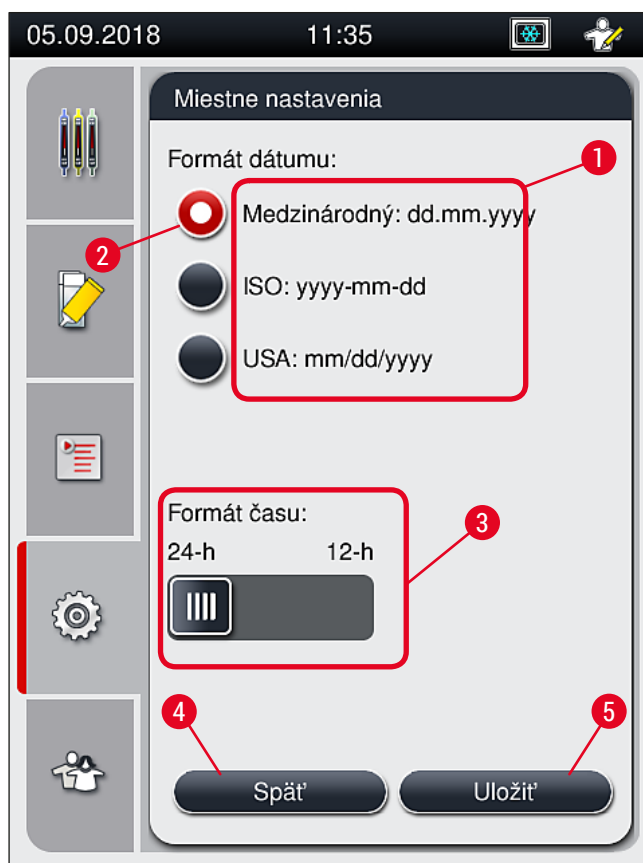 05.09.2018 11:35
Miestne nastavenia
Formát dátumu:
1
Medzinárodný: dd.mm.yyyy
2
ISO: yyyy-mm-dd
USA: mm/dd/yyyy
Formát času:
3
24-h 12-h
4 5
Späť Uložiť